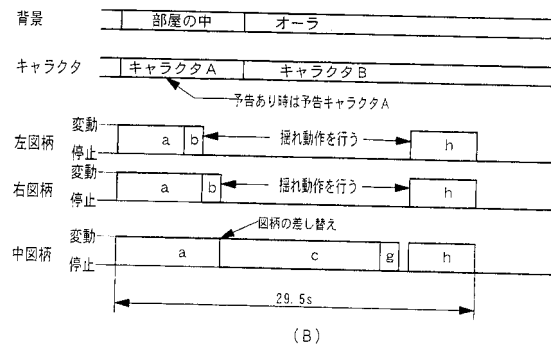 背景 部屋の中 オーラ
キャラクタ キャラクタA キャラクタB
予告あり時は予告キャラクタA
変動
左図柄 a b 揺れ動作を行う h
停止
変動
右図柄 a b 揺れ動作を行う h
停止
図柄の差し替え
変動
中図柄 a c g h
停止
29.5s
(B)